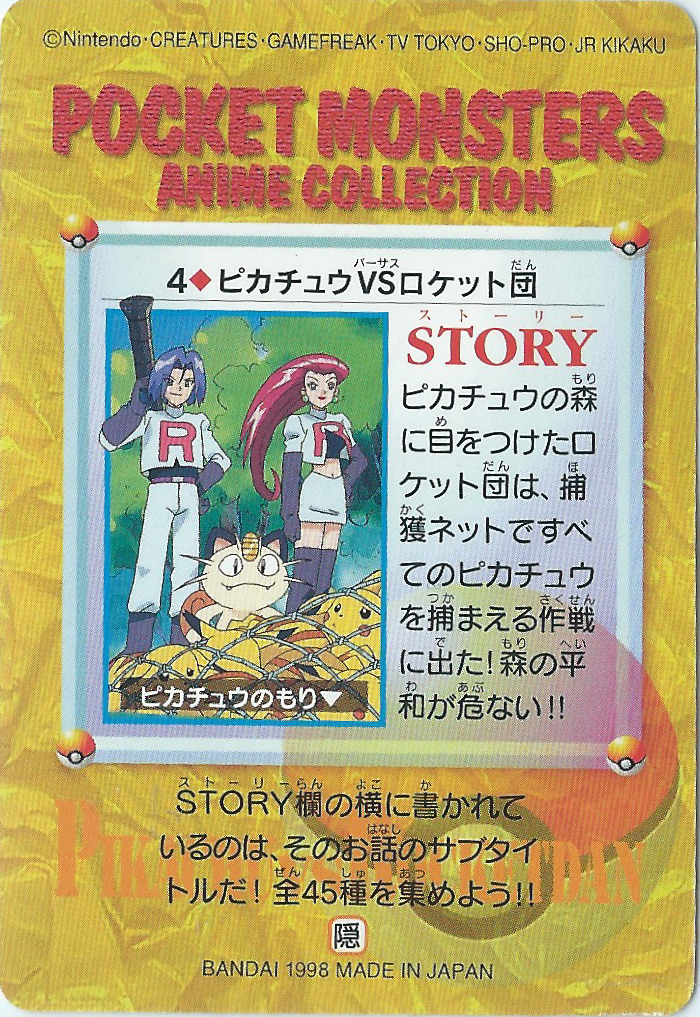 ©Nintendo·CREATURES·GAMEFREAK·TV TOKYO·SHO-PRO·JR KIKAKU
POCKET MONSTERS
ANIME COLLECTION
バーサス だん
4◆ピカチュウVSロケット団
ストーリー
STORY
もり
ピカチュウの森
め
に目をつけたロ
だん ほ
ケット団は、捕
かく
獲ネットですべ
てのピカチュウ
つか さくせん
を捕まえる作戦
で もり へい
に出た!森の平
わ あぶ
和が危ない!!
R
R
ピカチュウのもり▼
ストーリーらん よこ か
STORY欄の横に書かれて
はなし
いるのは、そのお話のサブタイ
ぜん しゅ あつ
トルだ!全45種を集めよう!!
隠
BANDAI 1998 MADE IN JAPAN